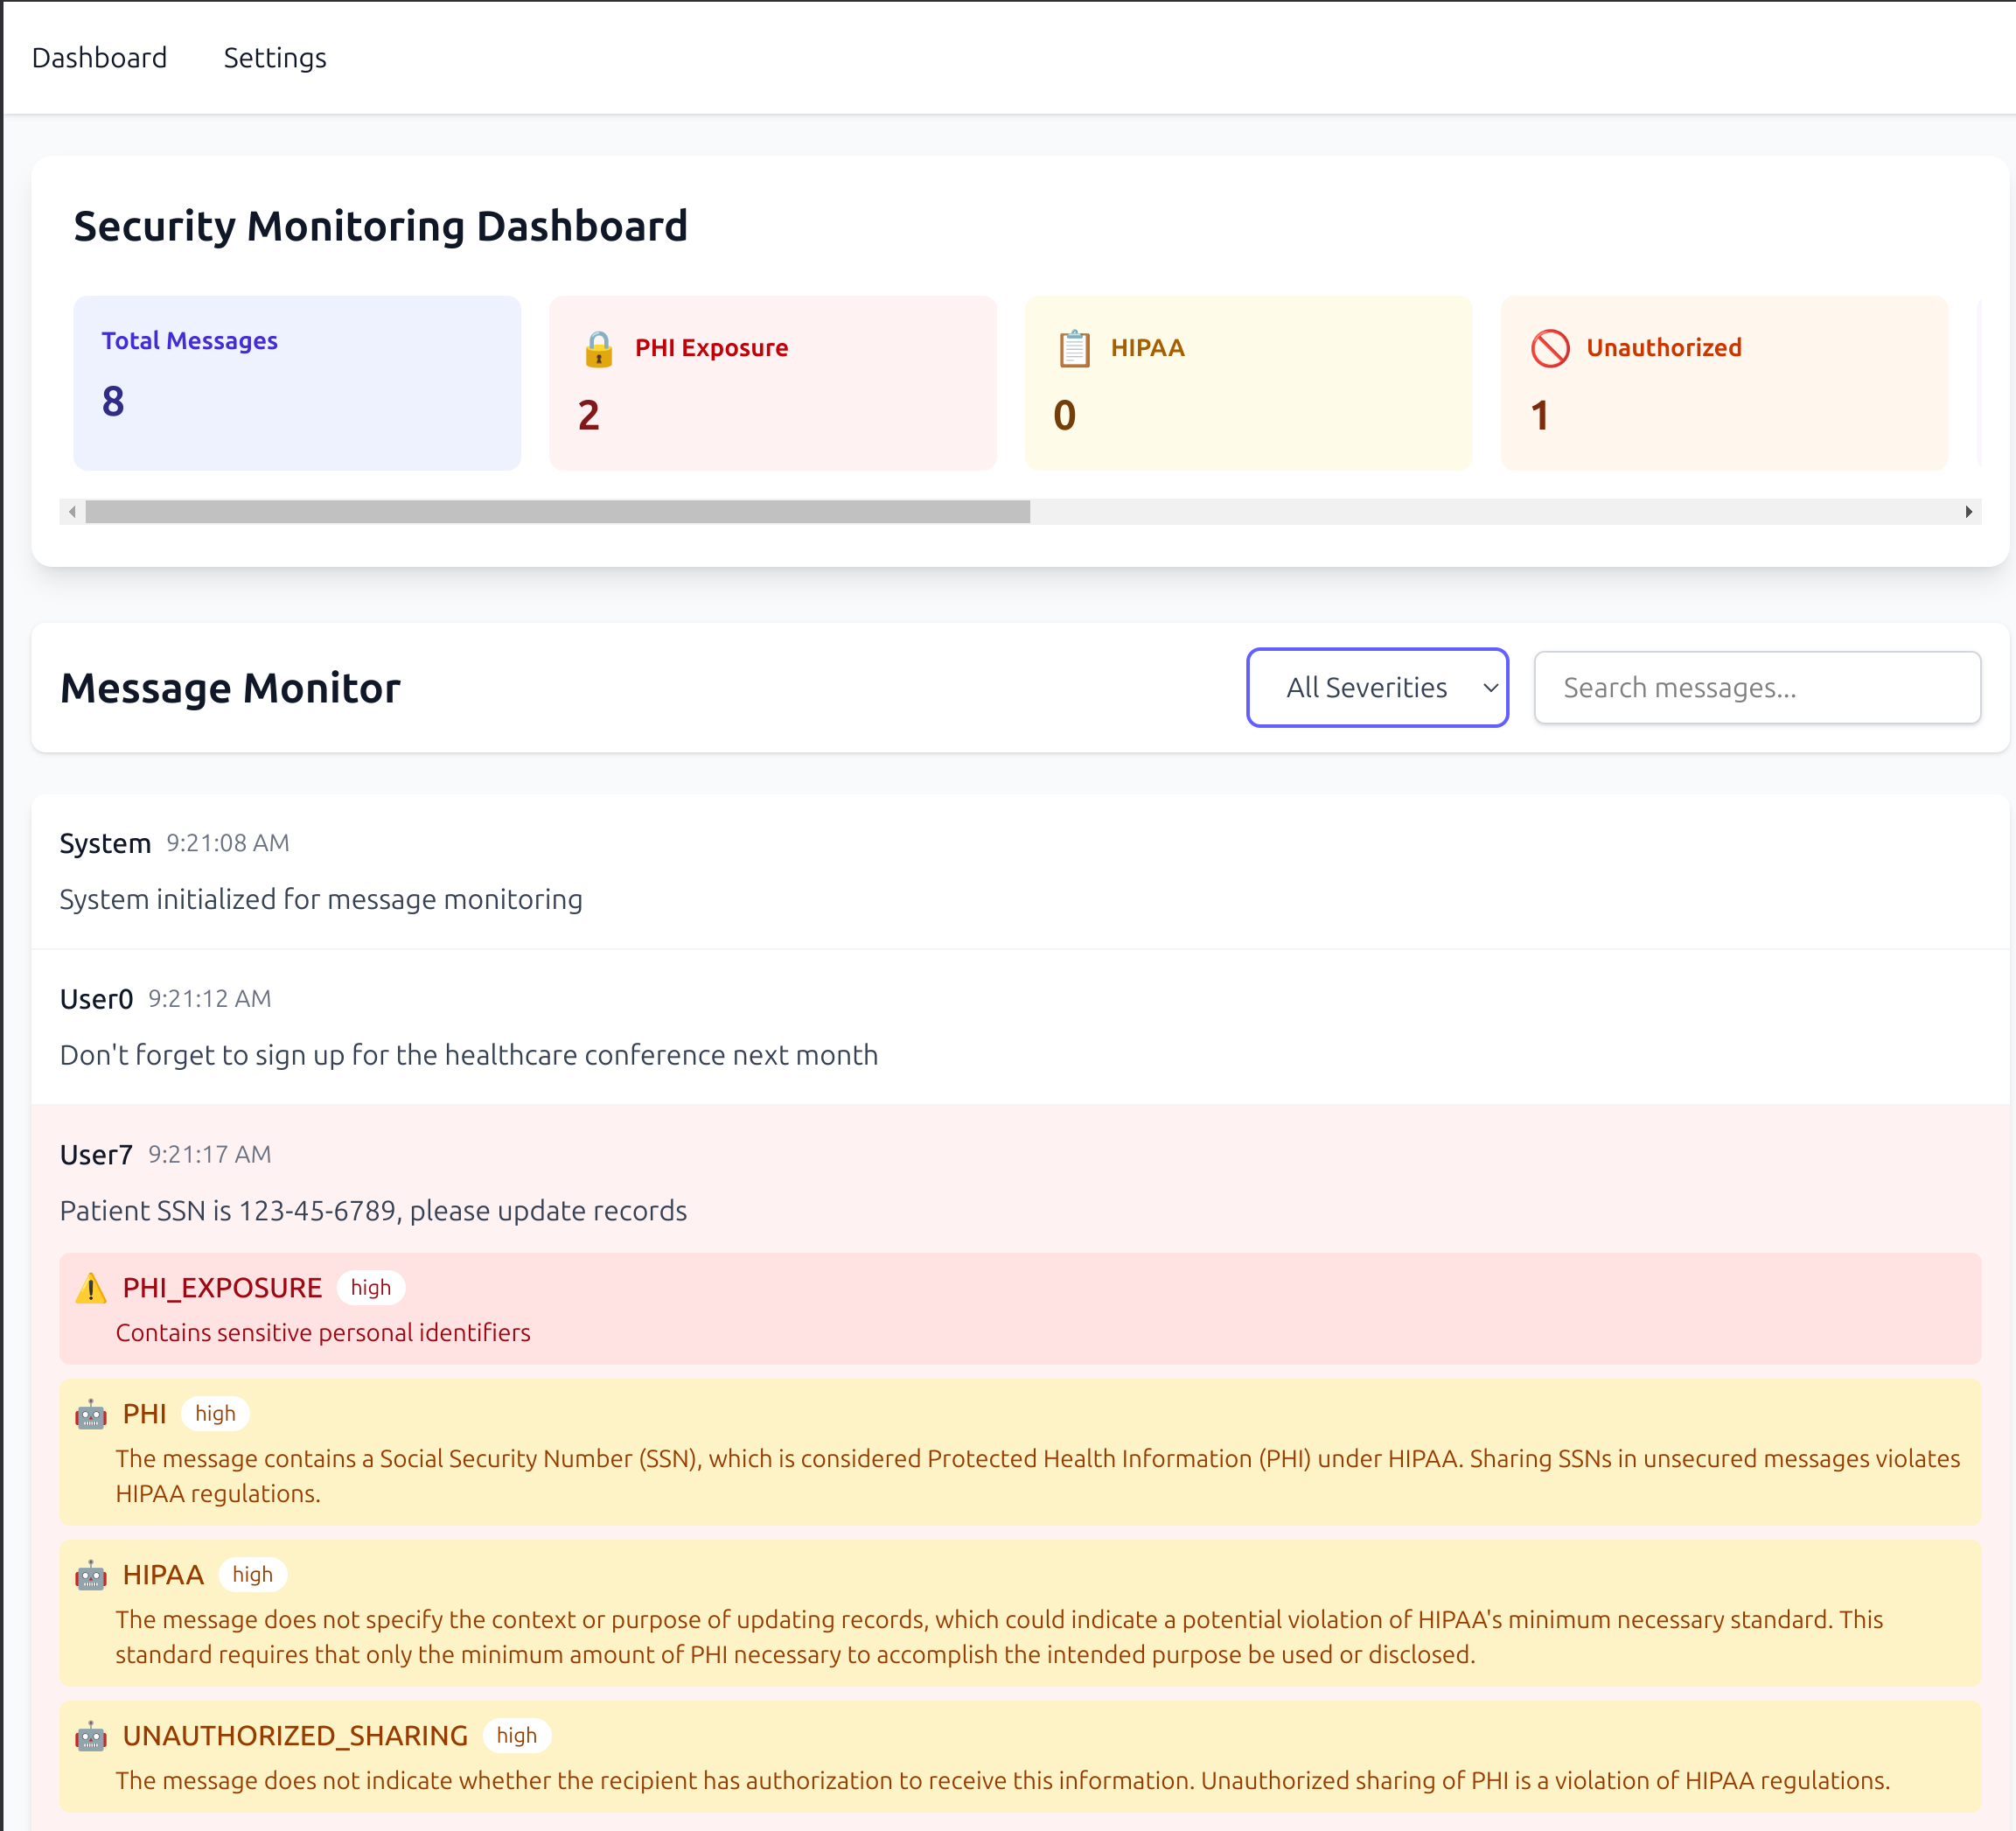 Dashboard Settings
Security Monitoring Dashboard
Total Messages
8
PHI Exposure
2
HIPAA
0
Unauthorized
1
Message Monitor
All Severities
Search messages...
System 9:21:08 AM
System initialized for message monitoring
User0 9:21:12 AM
Don't forget to sign up for the healthcare conference next month
User7 9:21:17 AM
Patient SSN is 123-45-6789, please update records
PHI_EXPOSURE high
Contains sensitive personal identifiers
PHI high
The message contains a Social Security Number (SSN), which is considered Protected Health Information (PHI) under HIPAA. Sharing SSNs in unsecured messages violates
HIPAA regulations.
HIPAA high
The message does not specify the context or purpose of updating records, which could indicate a potential violation of HIPAA's minimum necessary standard. This
standard requires that only the minimum amount of PHI necessary to accomplish the intended purpose be used or disclosed.
UNAUTHORIZED_SHARING high
The message does not indicate whether the recipient has authorization to receive this information. Unauthorized sharing of PHI is a violation of HIPAA regulations.